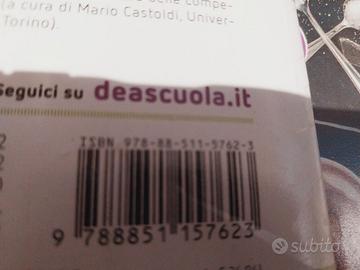 (a cura di Mario Castoldi, Univer-
Torino).
Seguici su deascuola.it
ISBN 978-88-511-5762-3
9 788851 157623
subito